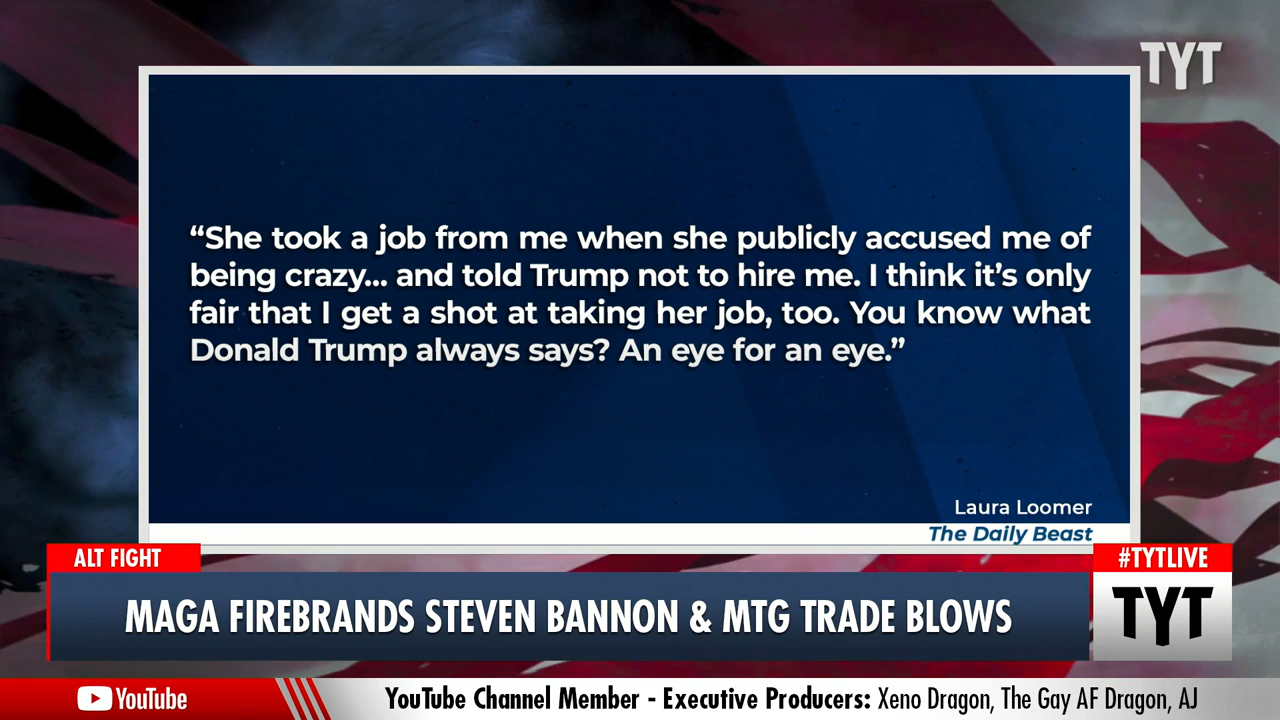 TYT
“She took a job from me when she publicly accused me of
being crazy... and told Trump not to hire me. I think it’s only
fair that I get a shot at taking her job, too. You know what
Donald Trump always says? An eye for an eye.”
Laura Loomer
The Daily Beast
ALT FIGHT
#TYTLIVE
MAGA FIREBRANDS STEVEN BANNON & MTG TRADE BLOWS
TYT
YouTube
YouTube Channel Member - Executive Producers: Xeno Dragon, The Gay AF Dragon, AJ